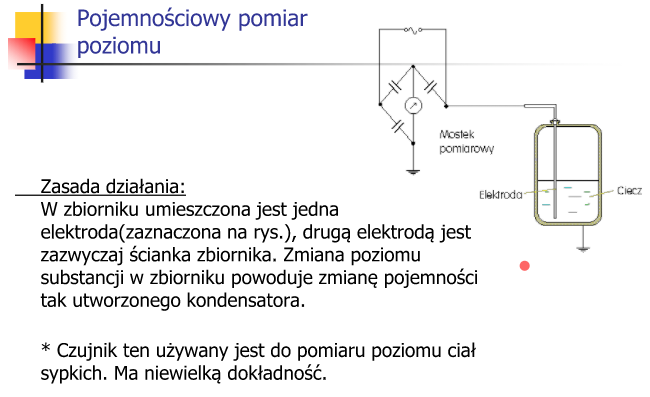 Pojemnościowy pomiar
poziomu
Mostek
pomiarowy
Elektroda
Ciecz
Zasada działania:
W zbiorniku umieszczona jest jedna
elektroda(zaznaczona na rys.), drugą elektrodą jest
zazwyczaj ścianka zbiornika. Zmiana poziomu
substancji w zbiorniku powoduje zmianę pojemności
tak utworzonego kondensatora.
* Czujnik ten używany jest do pomiaru poziomu ciał
sypkich. Ma niewielką dokładność.